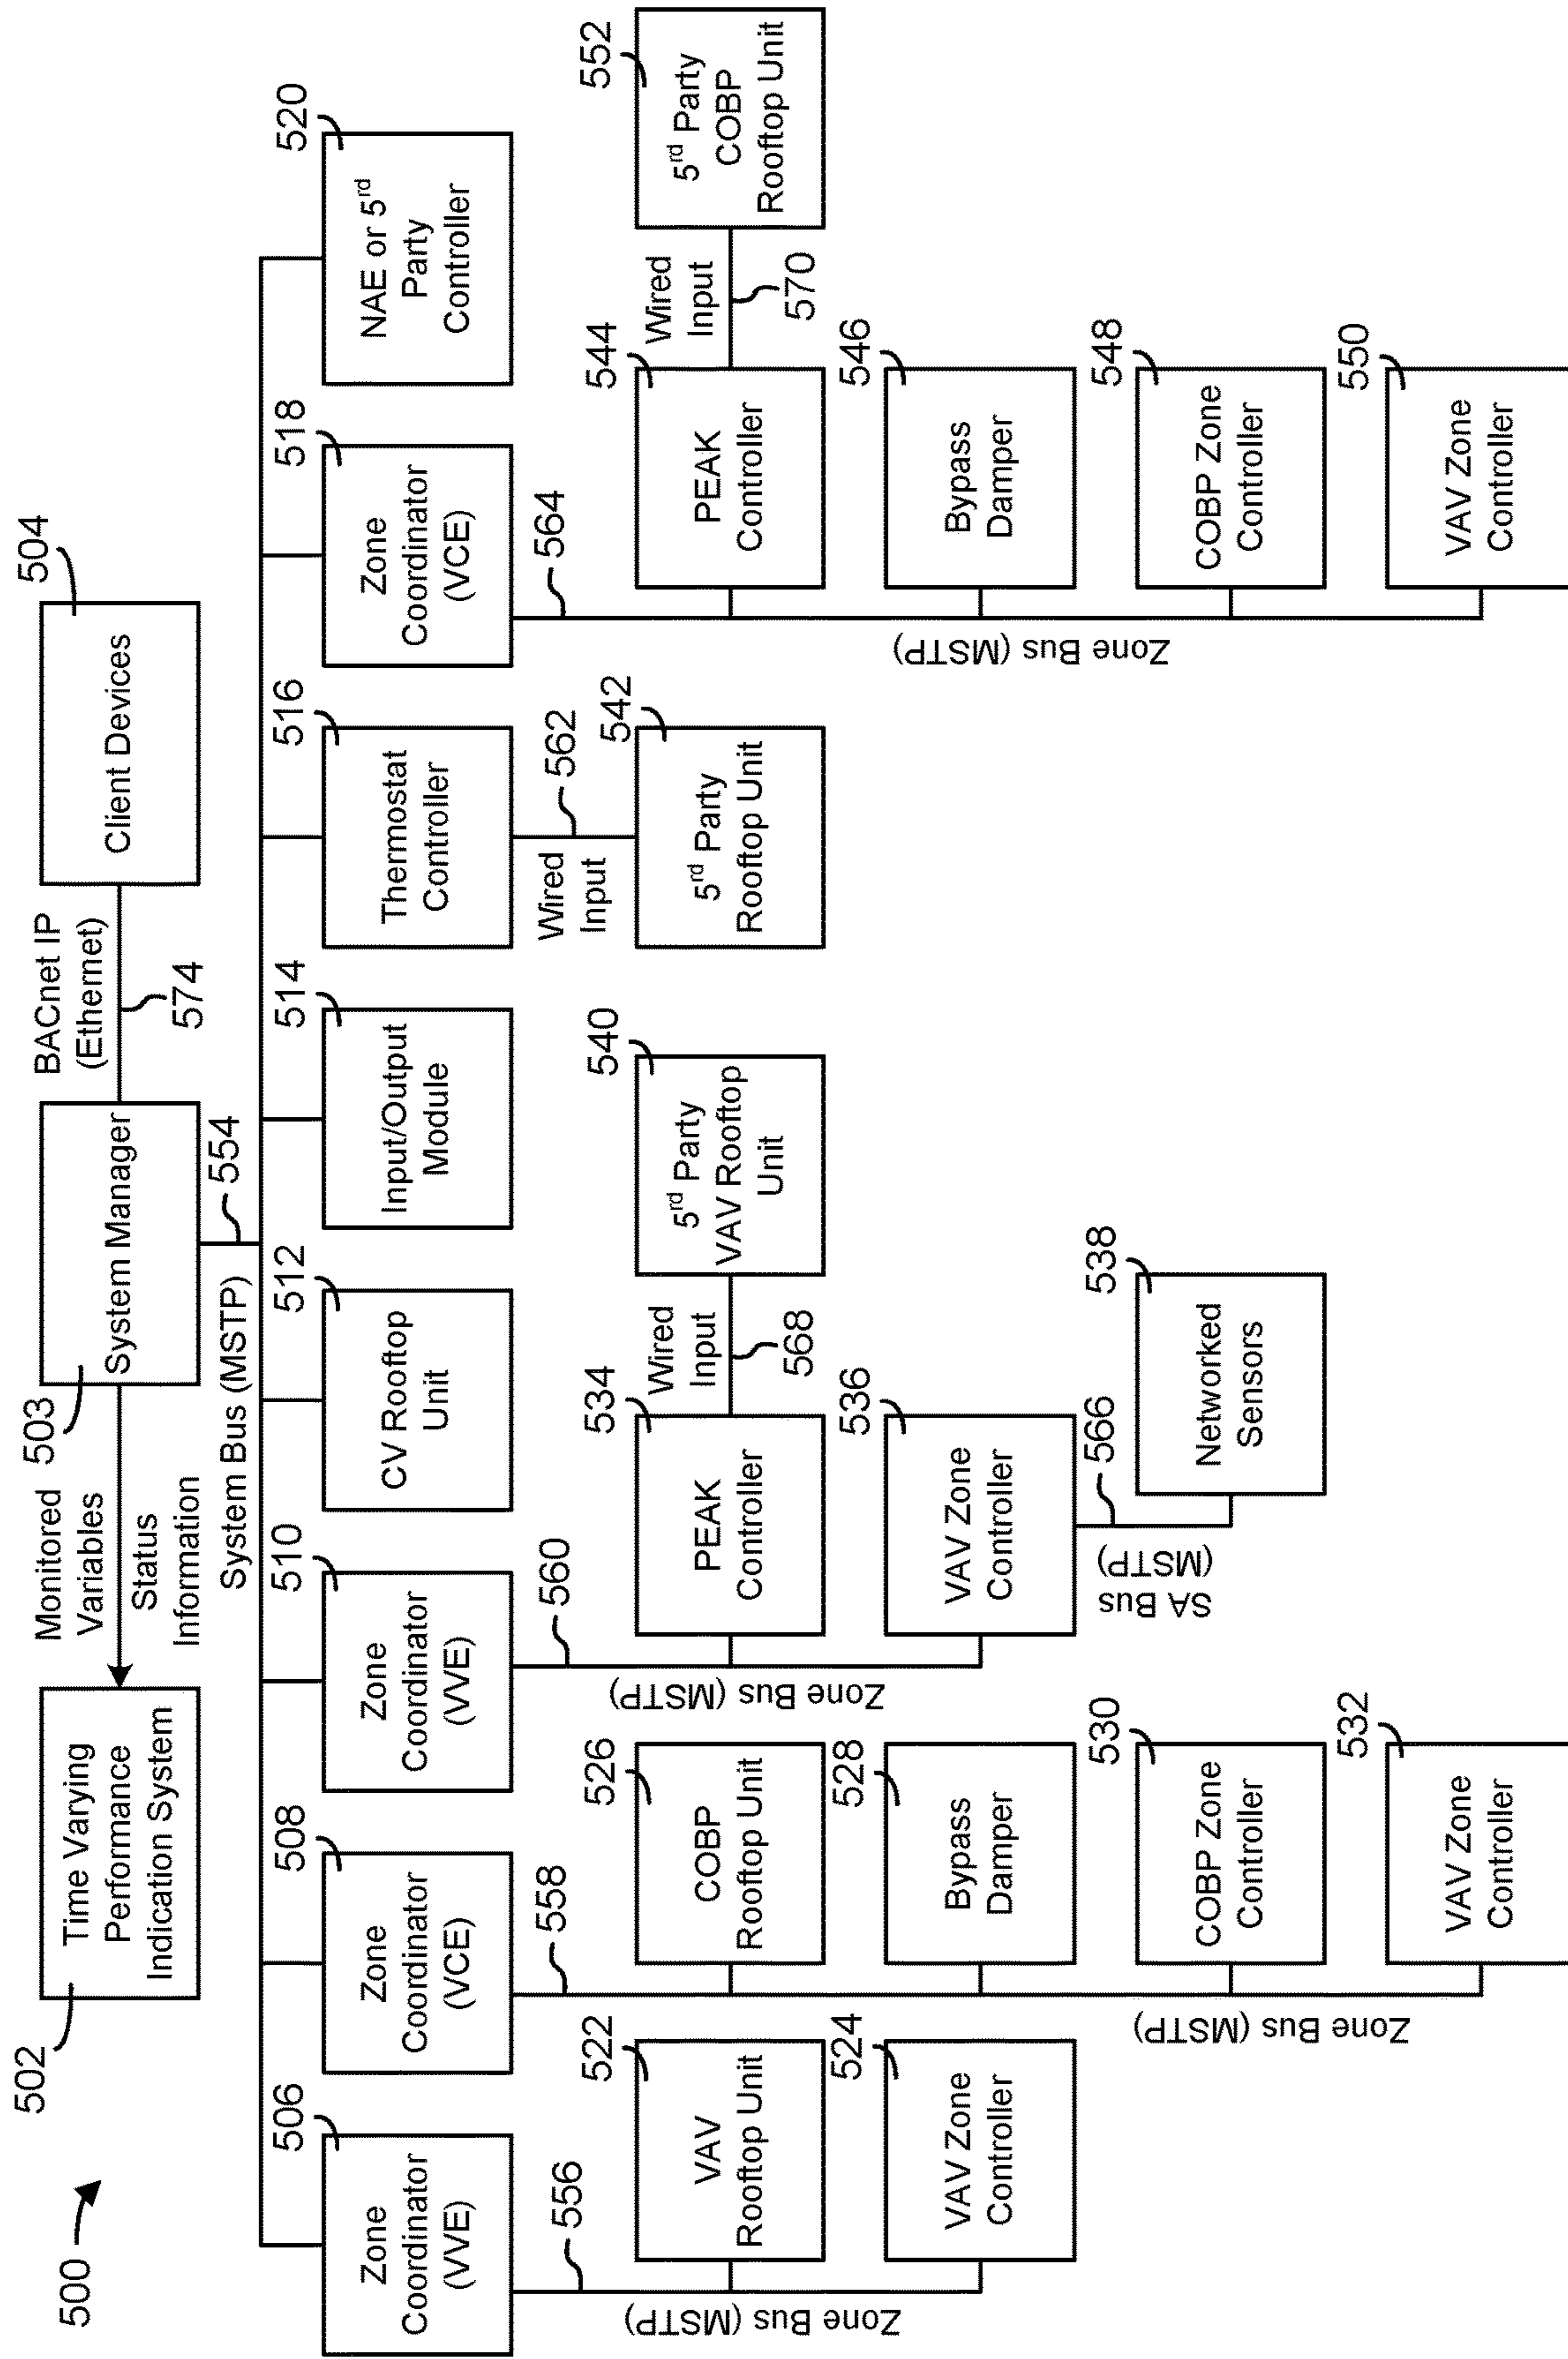 500
502
Time Varying
Performance
Indication System
Monitored
Variables
Status
Information
503
System Manager
BACnet IP
(Ethernet)
574
504
Client Devices
System Bus (MSTP)
554
506
Zone
Coordinator
(VVE)
508
Zone
Coordinator
(VCE)
510
Zone
Coordinator
(VVE)
512
CV Rooftop
Unit
514
Input/Output
Module
516
Thermostat
Controller
518
Zone
Coordinator
(VCE)
520
NAE or 5rd
Party
Controller
556
Zone Bus (MSTP)
522
VAV
Rooftop Unit
524
VAV Zone
Controller
558
Zone Bus (MSTP)
526
COBP
Rooftop Unit
528
Bypass
Damper
530
COBP Zone
Controller
532
VAV Zone
Controller
560
Zone Bus (MSTP)
534
PEAK
Controller
Wired
Input
568
540
5rd Party
VAV Rooftop
Unit
536
VAV Zone
Controller
566
SA Bus
(MSTP)
538
Networked
Sensors
Wired
Input
562
542
5rd Party
Rooftop Unit
564
Zone Bus (MSTP)
544
PEAK
Controller
Wired
Input
570
552
5rd Party
COBP
Rooftop Unit
546
Bypass
Damper
548
COBP Zone
Controller
550
VAV Zone
Controller